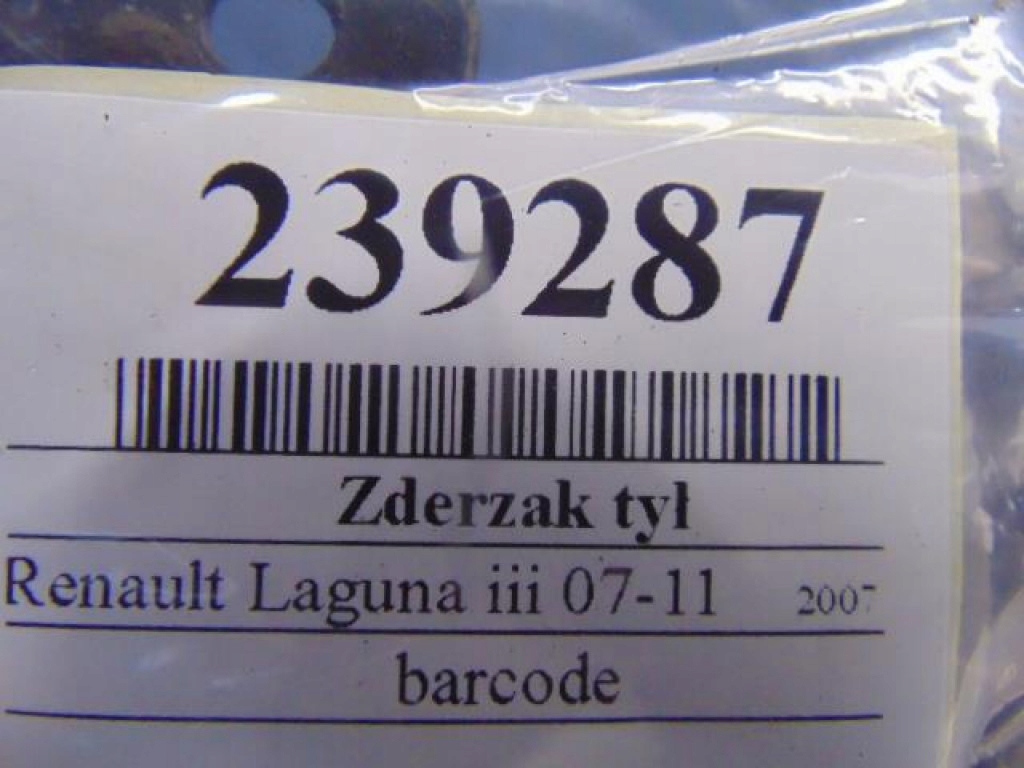 239287
Zderzak tył
Renault Laguna iii 07-11 2007
barcode